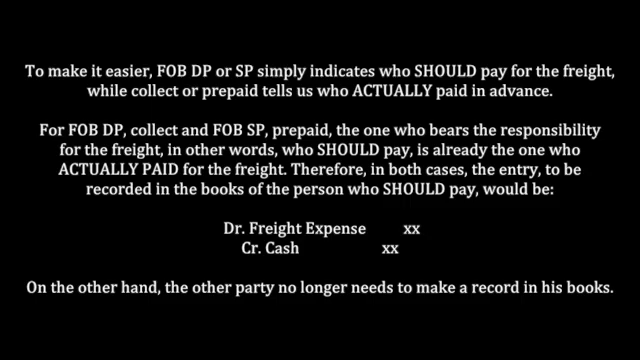 To make it easier, FOB DP or SP simply indicates who SHOULD pay for the freight,
while collect or prepaid tells us who ACTUALLY paid in advance.
For FOB DP, collect and FOB SP, prepaid, the one who bears the responsibility
for the freight, in other words, who SHOULD pay, is already the one who
ACTUALLY PAID for the freight. Therefore, in both cases, the entry, to be
recorded in the books of the person who SHOULD pay, would be:
Dr. Freight Expense xx
Cr. Cash xx
On the other hand, the other party no longer needs to make a record in his books.